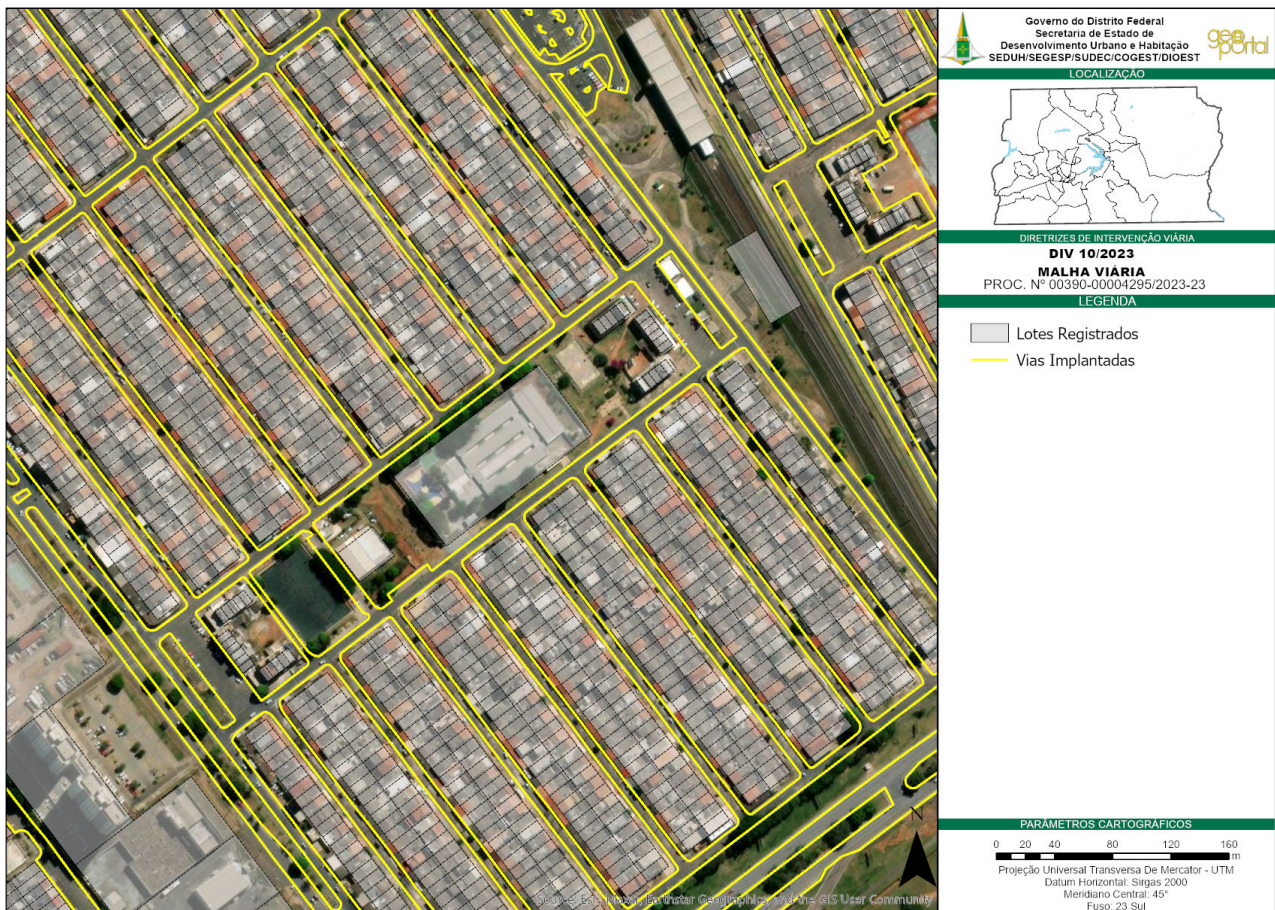 Governo do Distrito Federal
Secretaria de Estado de
Desenvolvimento Urbano e Habitação
SEDUH/SEGESP/SUDEC/COGEST/DIOEST
geoportal
LOCALIZAÇÃO
DIRETRIZES DE INTERVENÇÃO VIÁRIA
DIV 10/2023
MALHA VIÁRIA
PROC. Nº 00390-00004295/2023-23
LEGENDA
Lotes Registrados
Vias Implantadas
PARÂMETROS CARTOGRÁFICOS
0 20 40 80 120 160
m
Projeção Universal Transversa De Mercator - UTM
Datum Horizontal: Sirgas 2000
Meridiano Central: 45°
Fuso: 23 Sul
N
Source: Esri, Maxar, Earthstar Geographics, and the GIS User Community